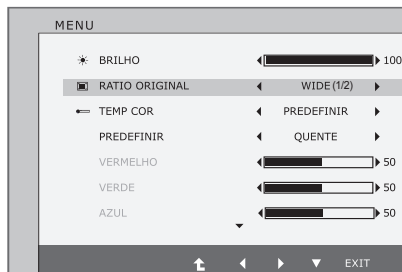 MENU
BRILHO 100
RATIO ORIGINAL WIDE (1/2)
TEMP COR PREDEFINIR
PREDEFINIR QUENTE
VERMELHO 50
VERDE 50
AZUL 50
EXIT